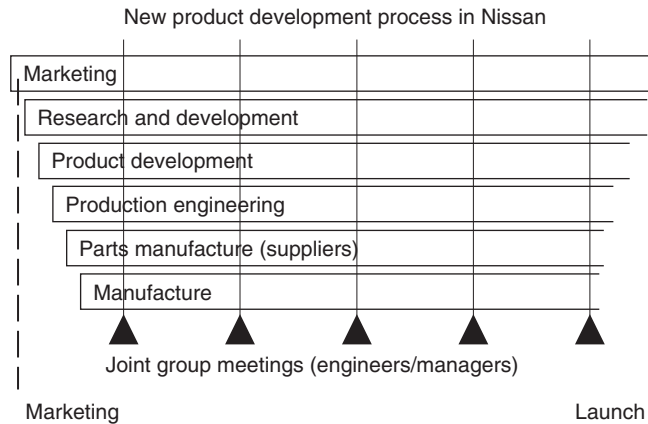 New product development process in Nissan
Marketing
Research and development
Product development
Production engineering
Parts manufacture (suppliers)
Manufacture
Joint group meetings (engineers/managers)
Marketing Launch